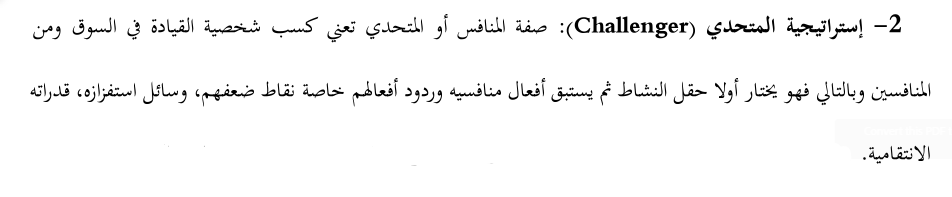 2- إستراتيجية المتحدي (Challenger): صفة المنافس أو المتحدي تعني كسب شخصية القيادة في السوق ومن
المنافسين وبالتالي فهو يختار أولا حقل النشاط ثم يستبق أفعال منافسيه وردود أفعالهم خاصة نقاط ضعفهم، وسائل استفزازه، قدراته
الانتقامية.